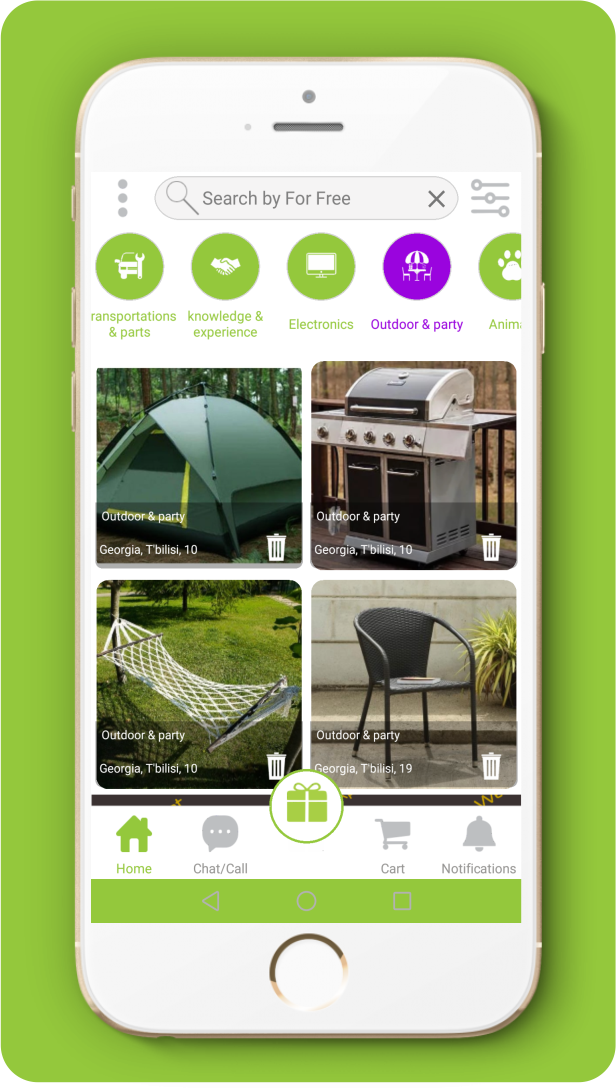 Search by For Free
ransportations
& parts
knowledge &
experience
Electronics
Outdoor & party
Anima
Outdoor & party
Georgia, T'bilisi, 10
Outdoor & party
Georgia, T'bilisi, 10
Outdoor & party
Georgia, T'bilisi, 10
Outdoor & party
Georgia, T'bilisi, 19
Home
Chat/Call
Cart
Notifications